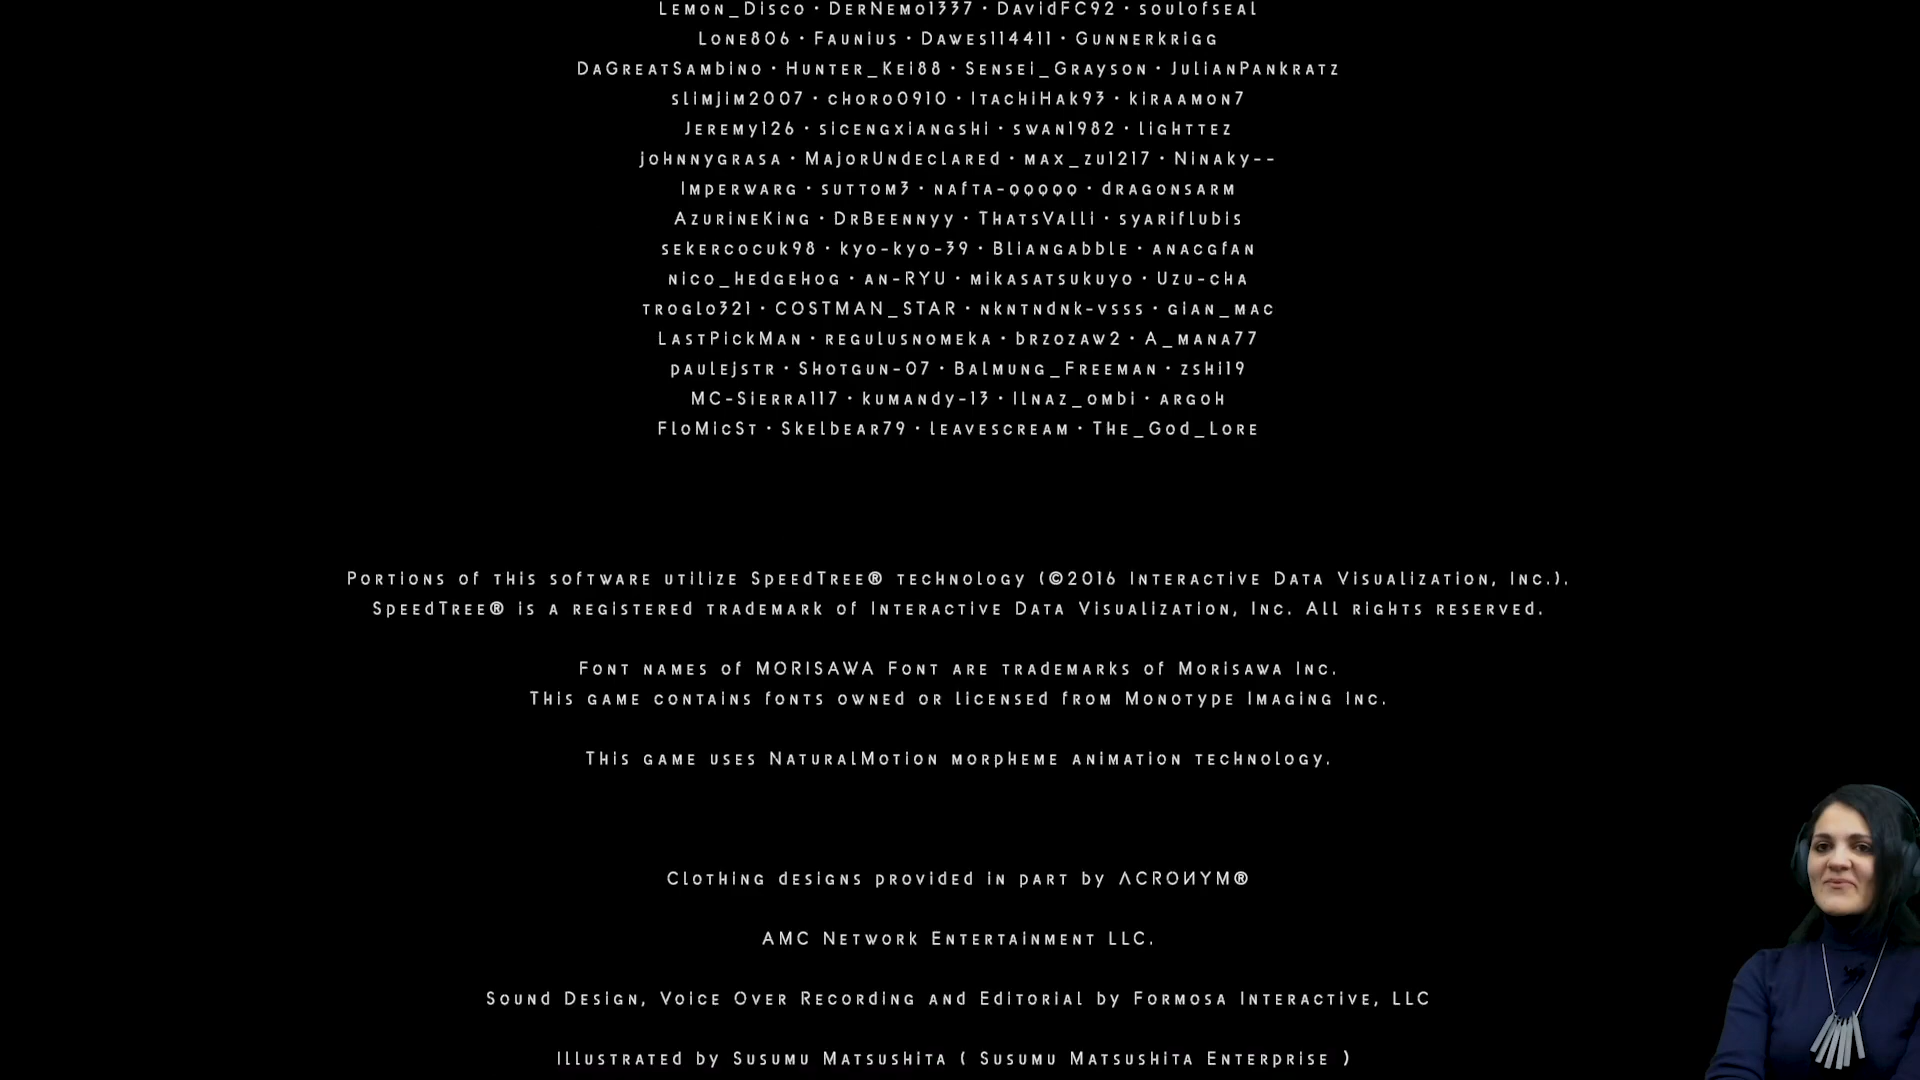 Lemon_Disco · DerNemo1337 · DavidFC92 · soulofseal
Lone806 · Faunius · Dawes114411 · Gunnerkrigg
DaGreatSambino · Hunter_Kei88 · Sensei_Grayson · JulianPankratz
slimjim2007 · choro0910 · ItachiHak93 · kiraamon7
Jeremy126 · sicengxiangshi · swan1982 · lighttez
johnnygrasa · MajorUndeclared · max_zu1217 · Ninaky--
Imperwarg · suttom3 · nafta-qqqqo · dragonsarm
AzurineKing · DrBeennyy · ThatsValli · syariflubis
sekercocuk98 · kyo-kyo-39 · Bliangabble · anacgfan
nico_hedgehog · an-RYU · mikasatsukuyo · Uzu-cha
troglo321 · COSTMAN_STAR · nkntndnk-vsss · gian_mac
LastPickMan · regulusnomeka · brzozaw2 · A_mana77
paulejstr · Shotgun-07 · Balmung_Freeman · zshi19
MC-Sierra117 · kumandy-13 · Ilnaz_ombi · argoh
FloMicSt · Skelbear79 · leavescream · The_God_Lore
Portions of this software utilize SpeedTree® technology (©2016 Interactive Data Visualization, Inc.).
SpeedTree® is a registered trademark of Interactive Data Visualization, Inc. All rights reserved.
Font names of MORISAWA Font are trademarks of Morisawa Inc.
This game contains fonts owned or licensed from Monotype Imaging Inc.
This game uses NaturalMotion morpheme animation technology.
Clothing designs provided in part by ΛCROИYM®
AMC Network Entertainment LLC.
Sound Design, Voice Over Recording and Editorial by Formosa Interactive, LLC
Illustrated by Susumu Matsushita ( Susumu Matsushita Enterprise )